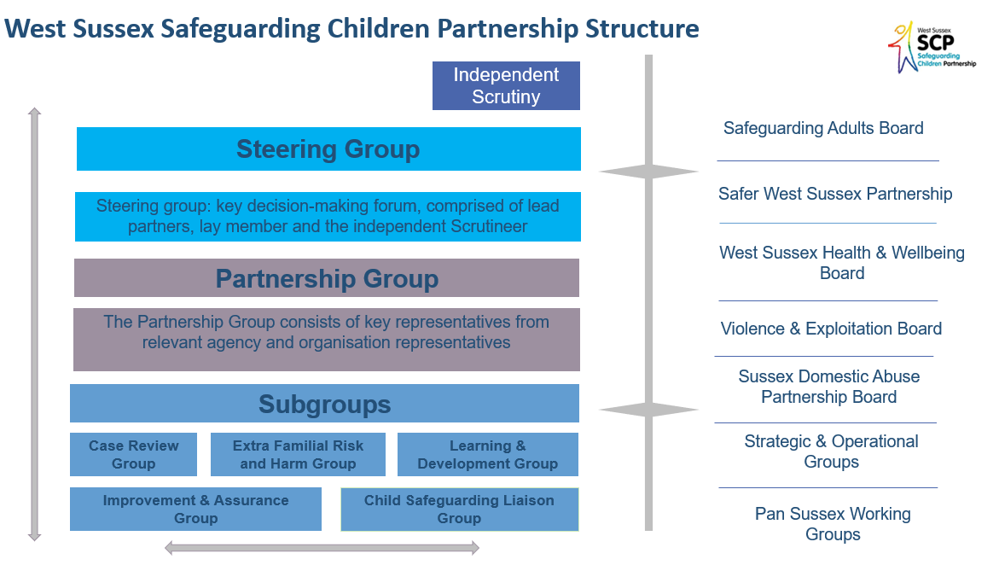 West Sussex Safeguarding Children Partnership Structure
West Sussex
SCP
Safeguarding
Children Partnership
Independent
Scrutiny
Steering Group
Steering group: key decision-making forum, comprised of lead
partners, lay member and the independent Scrutineer
Partnership Group
The Partnership Group consists of key representatives from
relevant agency and organisation representatives
Subgroups
Case Review
Group
Extra Familial Risk
and Harm Group
Learning &
Development Group
Improvement & Assurance
Group
Child Safeguarding Liaison
Group
Safeguarding Adults Board
Safer West Sussex Partnership
West Sussex Health & Wellbeing
Board
Violence & Exploitation Board
Sussex Domestic Abuse
Partnership Board
Strategic & Operational
Groups
Pan Sussex Working
Groups